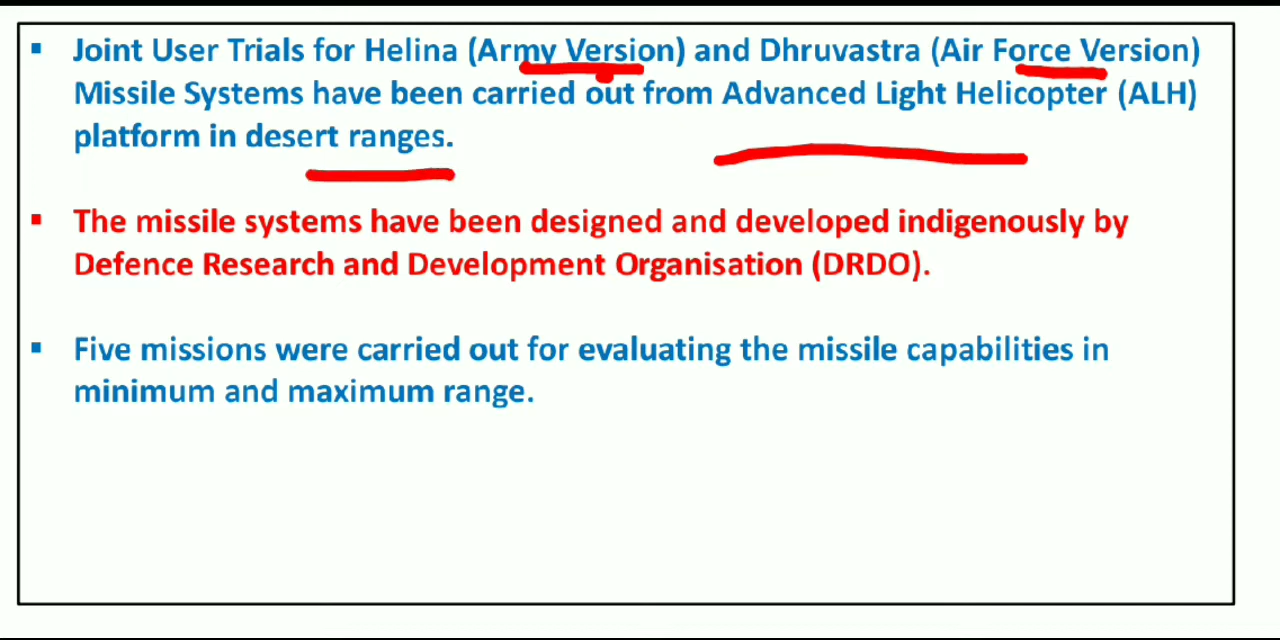 ▪ Joint User Trials for Helina (Army Version) and Dhruvastra (Air Force Version)
Missile Systems have been carried out from Advanced Light Helicopter (ALH)
platform in desert ranges.
▪ The missile systems have been designed and developed indigenously by
Defence Research and Development Organisation (DRDO).
▪ Five missions were carried out for evaluating the missile capabilities in
minimum and maximum range.